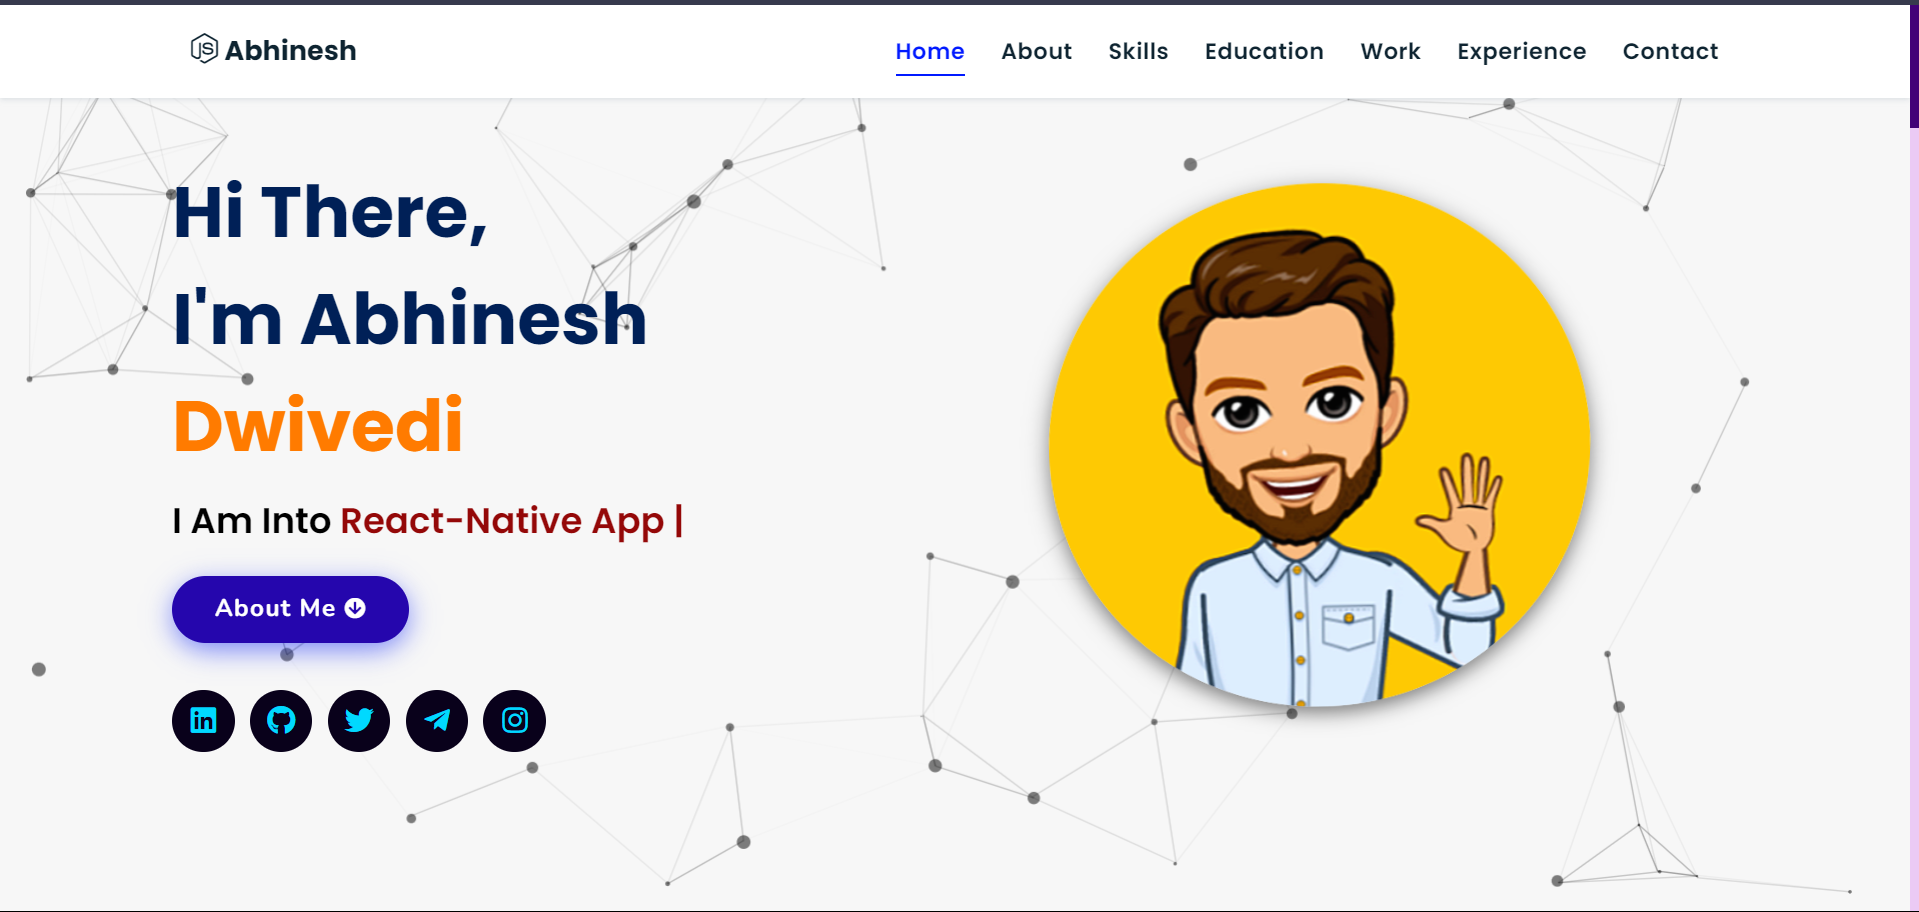 Abhinesh
Home About Skills Education Work Experience Contact
Hi There,
I'm Abhinesh
Dwivedi
I Am Into React-Native App |
About Me